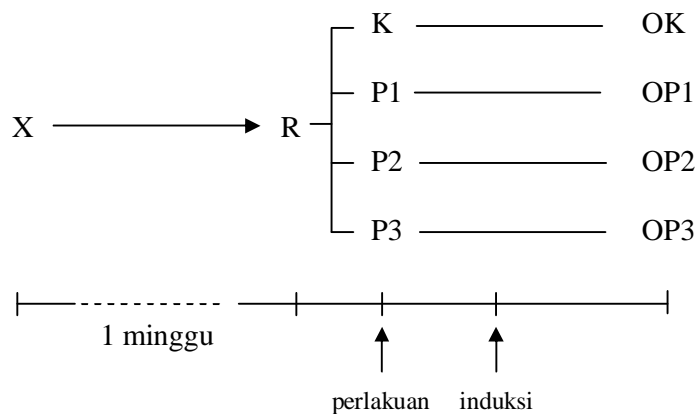 K OK
P1 OP1
X R
P2 OP2
P3 OP3
1 minggu
perlakuan induksi